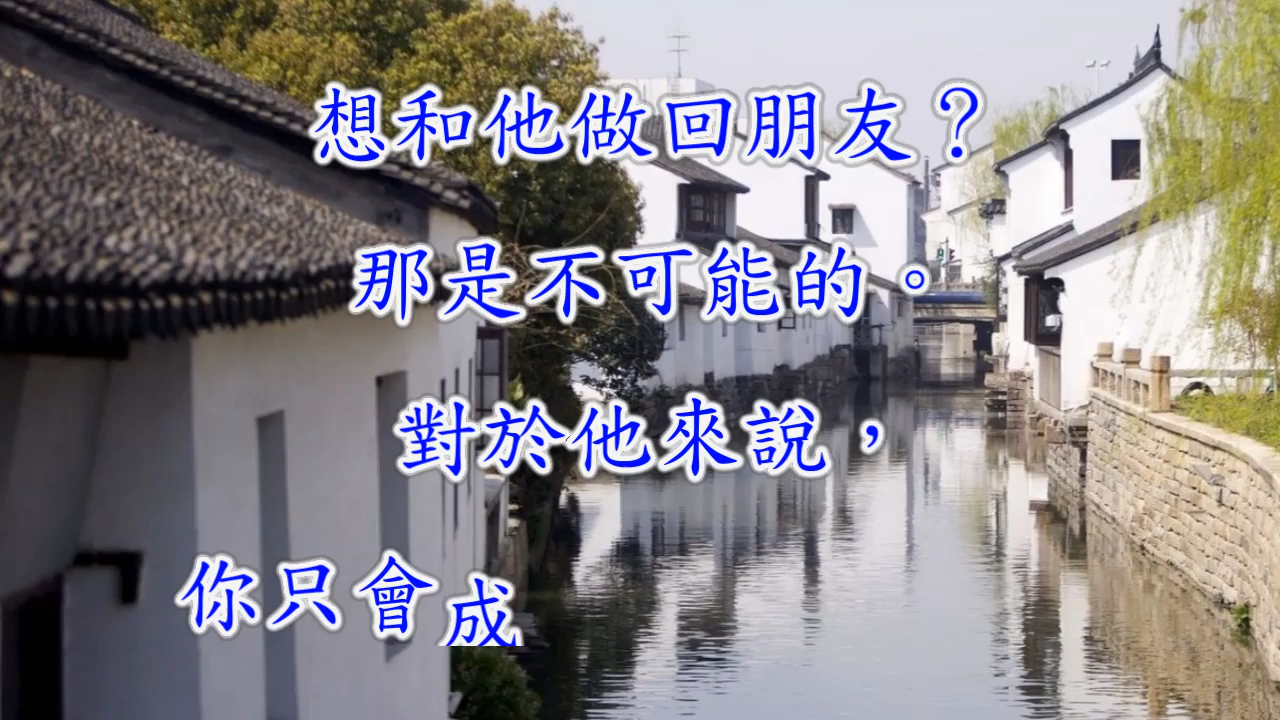 想和他做回朋友？
那是不可能的。
對於他來說，
你只會成